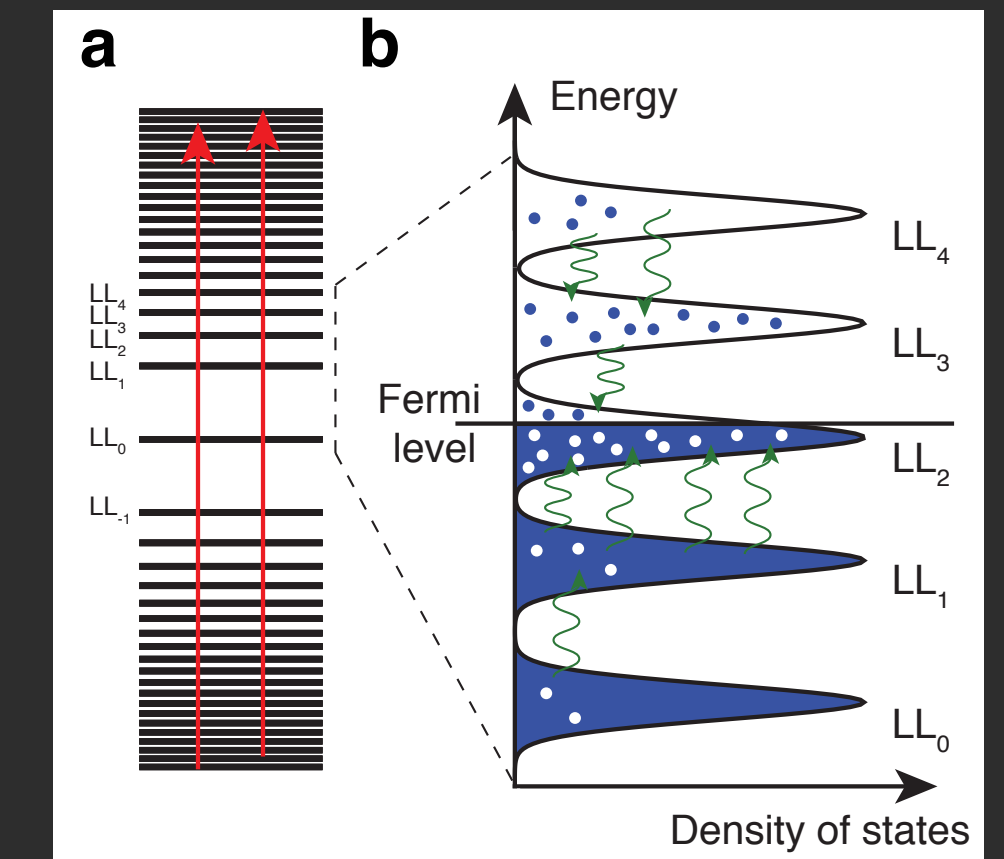 a
b
Energy
LL4
LL3
LL2
LL1
LL0
LL-1
Fermi
level
LL4
LL3
LL2
LL1
LL0
Density of states